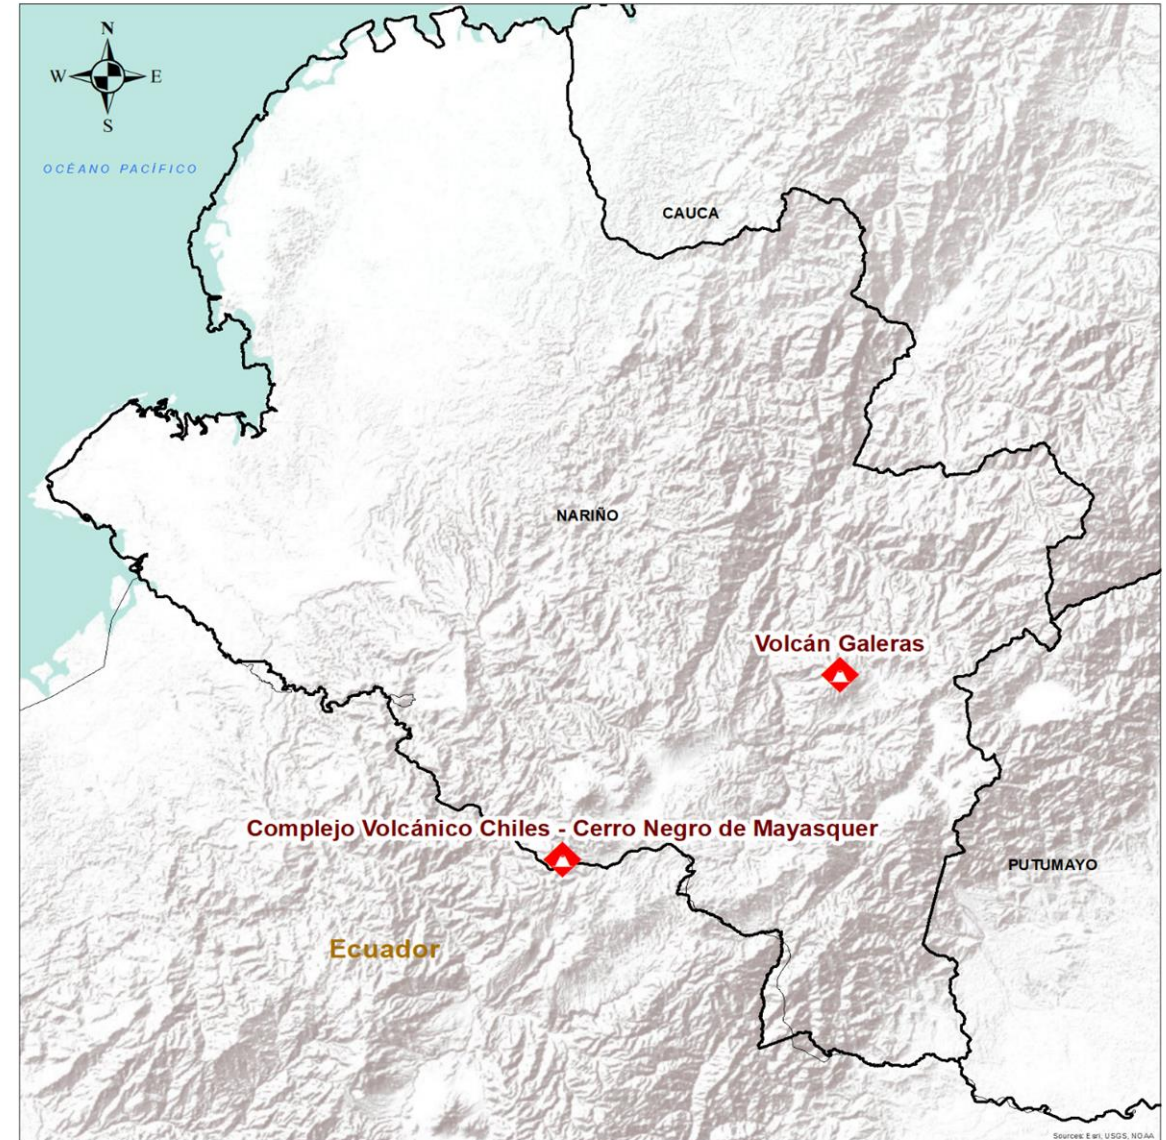 N
W E
S
OCÉANO PACÍFICO
CAUCA
NARIÑO
Volcán Galeras
Complejo Volcánico Chiles - Cerro Negro de Mayasquer
PUTUMAYO
Ecuador
Sources: Esri, USGS, NOAA